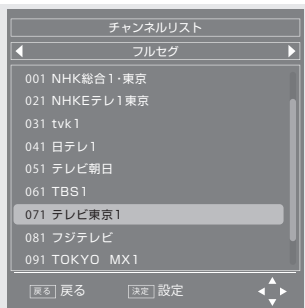 チャンネルリスト
フルセグ
001 NHK総合1・東京
021 NHKEテレ1東京
031 tvk1
041 日テレ1
051 テレビ朝日
061 TBS1
071 テレビ東京1
081 フジテレビ
091 TOKYO MX1
戻る 戻る 決定 設定